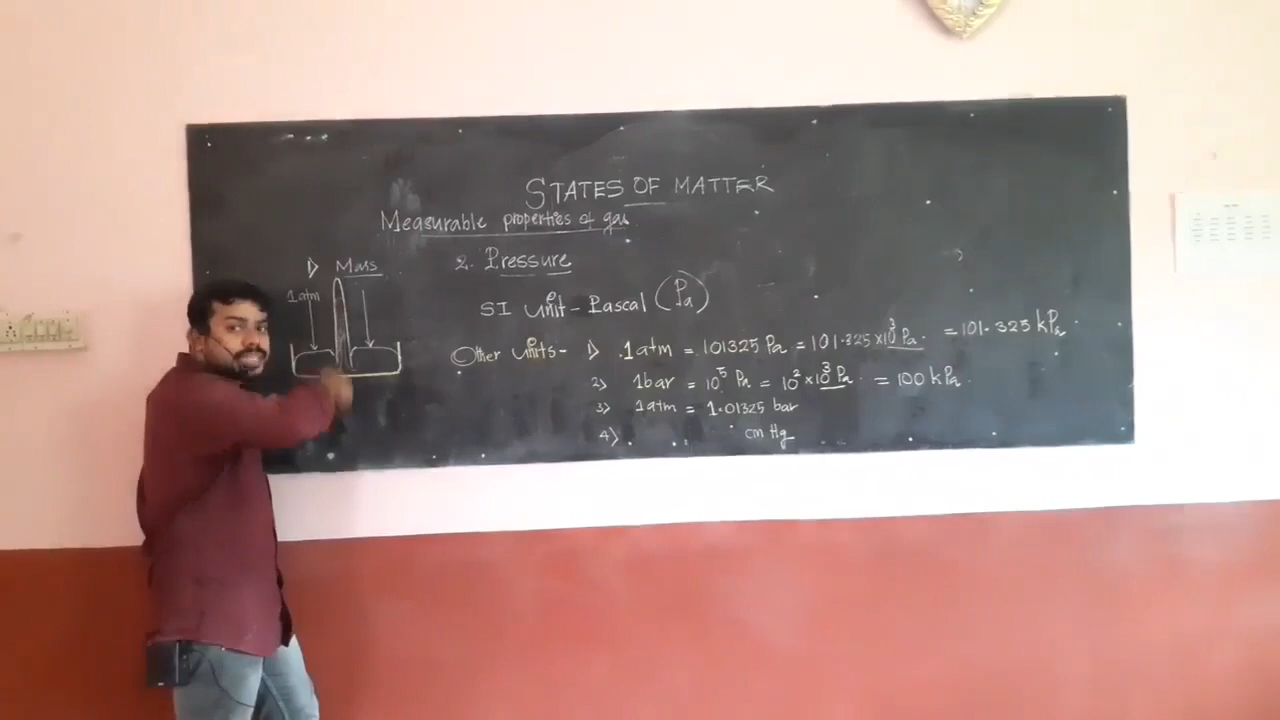 STATES OF MATTER
Measurable properties of gas
1) Mass
2. Pressure
1 atm
SI unit - Pascal (Pa)
Other units - 1) 1 atm = 101325 Pa = 101.325 × 10³ Pa. = 101.325 kPa
2) 1 bar = 10⁵ Pa = 10² × 10³ Pa. = 100 kPa.
3) 1 atm = 1.01325 bar
4) cm Hg